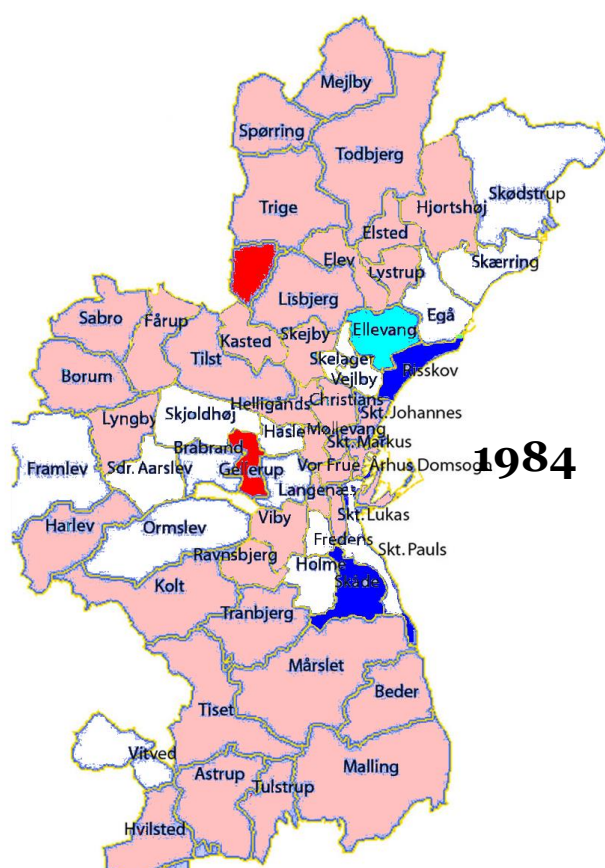 Mejlby
Spørring
Todbjerg
Skødstrup
Trige
Hjortshøj
Elsted
Skærring
Elev
Lystrup
Lisbjerg
Egå
Sabro
Fårup
Ellevang
Kasted
Skejby
Tilst
Skelager
Risskov
Borum
Vejlby
Helligånds
Christians
Skjoldhøj
Skt. Johannes
Lyngby
Hasle
Møllevang
Brabrand
Skt. Markus
1984
Framlev
Sdr. Aarslev
Gellerup
Vor Frue
Århus Domsogn
Langenæs
Harlev
Ormslev
Viby
Skt. Lukas
Fredens
Skt. Pauls
Ravnsbjerg
Holme
Kolt
Skåde
Tranbjerg
Mårslet
Beder
Tiset
Vitved
Astrup
Malling
Tulstrup
Hvilsted